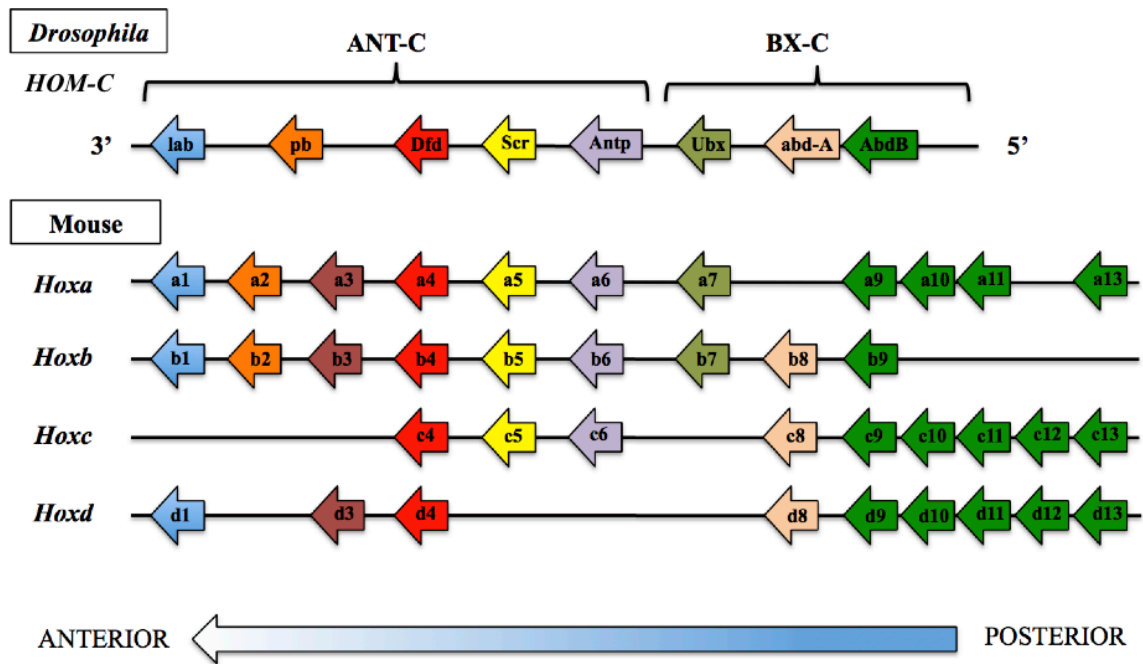 Drosophila
ANT-C BX-C
HOM-C
3’ lab pb Dfd Scr Antp Ubx abd-A AbdB 5’
Mouse
Hoxa a1 a2 a3 a4 a5 a6 a7 a9 a10 a11 a13
Hoxb b1 b2 b3 b4 b5 b6 b7 b8 b9
Hoxc c4 c5 c6 c8 c9 c10 c11 c12 c13
Hoxd d1 d3 d4 d8 d9 d10 d11 d12 d13
ANTERIOR POSTERIOR